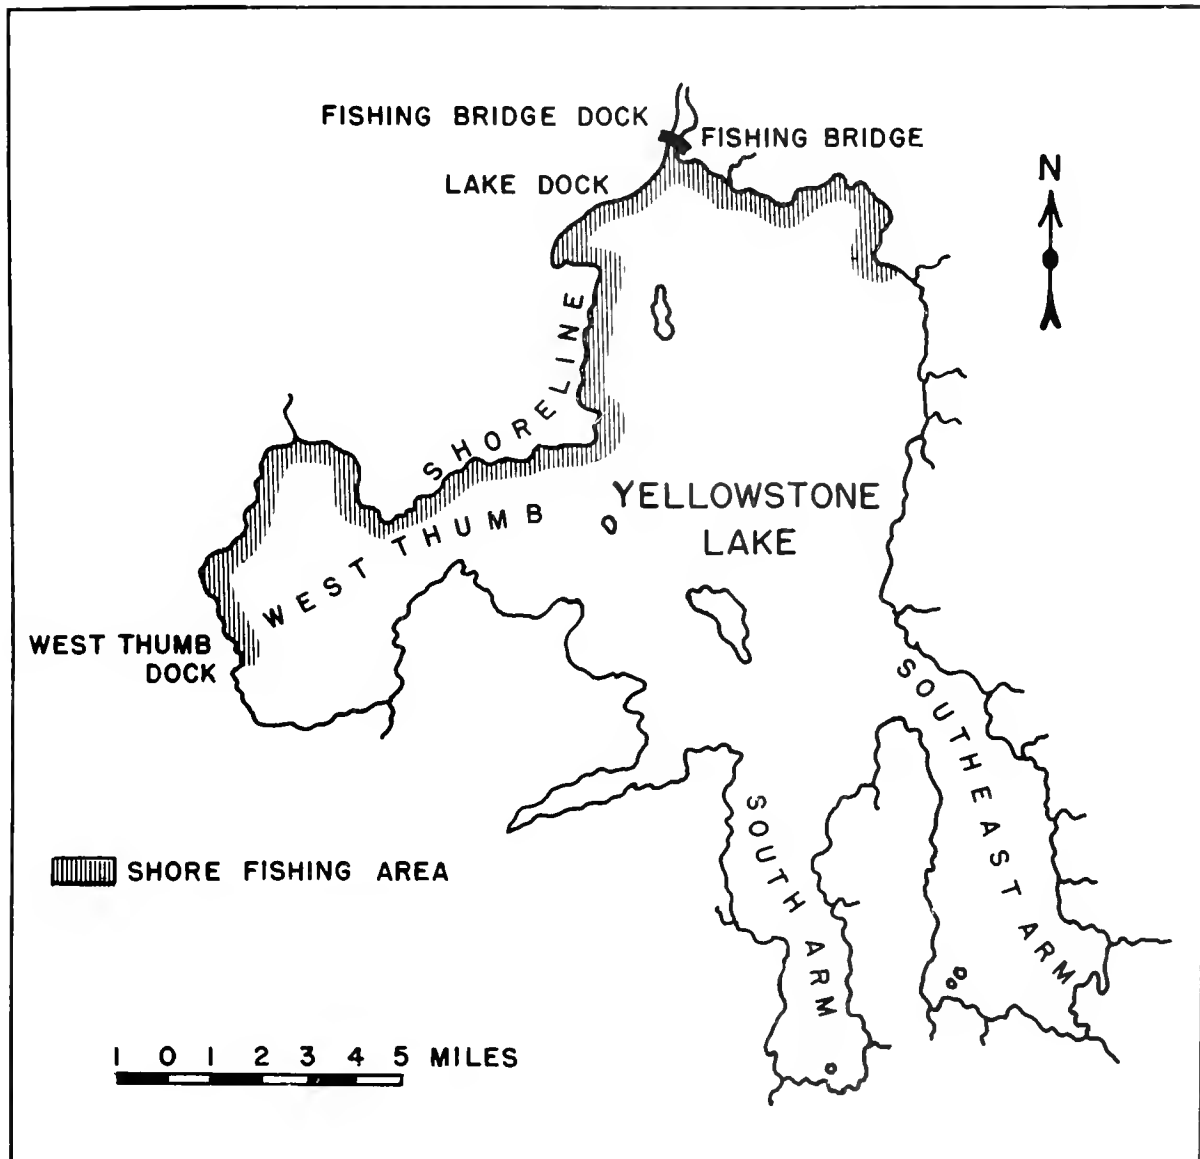 FISHING BRIDGE DOCK
FISHING BRIDGE
LAKE DOCK
N
SHORELINE
YELLOWSTONE
LAKE
WEST THUMB
WEST THUMB
DOCK
SOUTHEAST ARM
SOUTH ARM
SHORE FISHING AREA
1 0 1 2 3 4 5 MILES